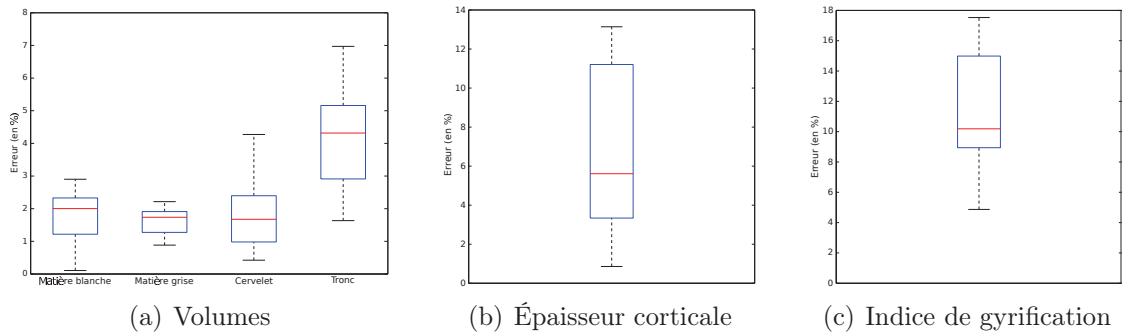 8
7
6
5
4
3
2
1
0
Erreur (en %)
Matière blanche
Matière grise
Cervelet
Tronc
(a) Volumes
14
12
10
8
6
4
2
0
Erreur (en %)
(b) Épaisseur corticale
18
16
14
12
10
8
6
4
2
0
Erreur (en %)
(c) Indice de gyrification